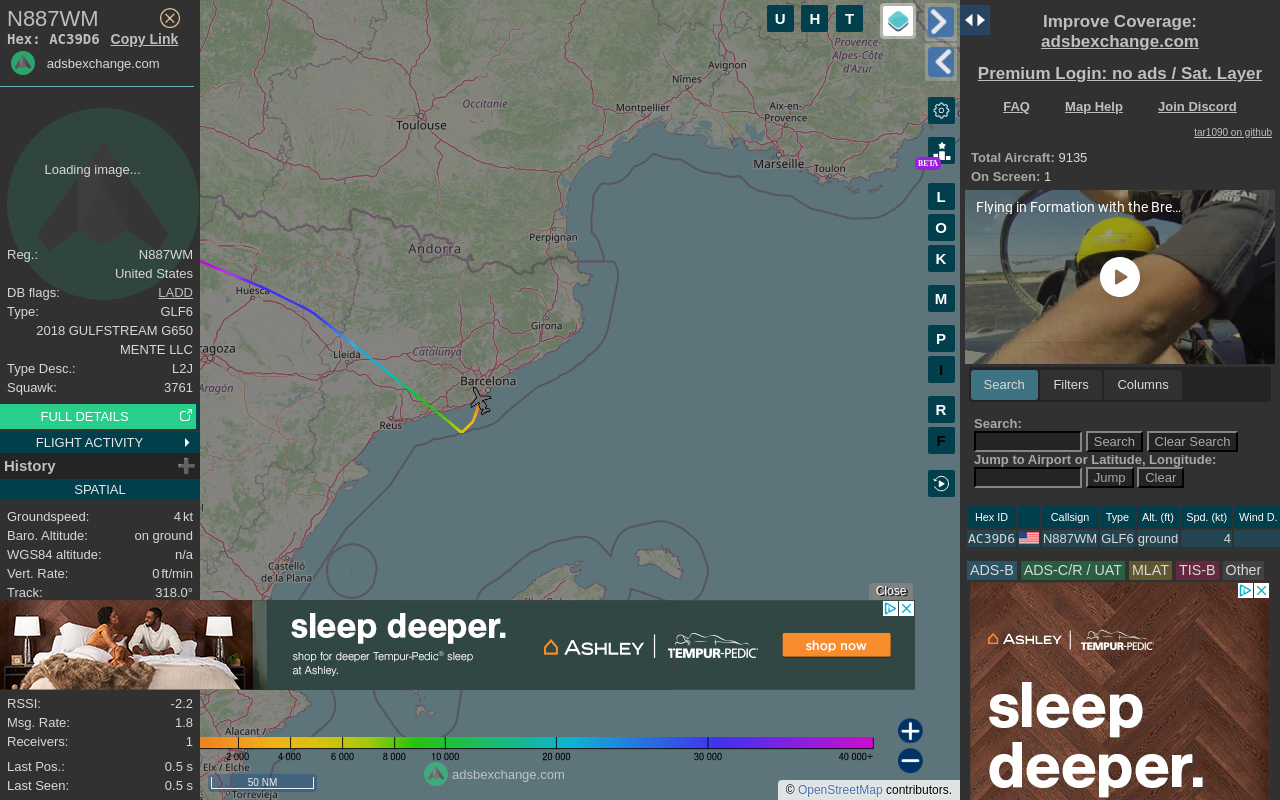 N887WM
Hex: AC39D6 Copy Link
adsbexchange.com
Loading image...
Reg.: N887WM
United States
DB flags: LADD
Type: GLF6
2018 GULFSTREAM G650
MENTE LLC
Type Desc.: L2J
Squawk: 3761
FULL DETAILS
FLIGHT ACTIVITY
History
SPATIAL
Groundspeed: 4 kt
Baro. Altitude: on ground
WGS84 altitude: n/a
Vert. Rate: 0 ft/min
Track: 318.0°
RSSI: -2.2
Msg. Rate: 1.8
Receivers: 1
Last Pos.: 0.5 s
Last Seen: 0.5 s
U H T
Provence-
Alpes-Côte
d'Azur
Avignon
Nîmes
Occitanie
Montpellier
Aix-en-
Provence
Toulouse
Marseille
Toulon
BETA
L
O
K
M
P
I
R
F
Perpignan
Andorra
Huesca
Girona
Lleida
Catalunya
ragoza
Aragón
Barcelona
Reus
Castelló
de la Plana
Close
sleep deeper.
shop for deeper Tempur-Pedic® sleep
at Ashley.
ASHLEY
TEMPUR-PEDIC
shop now
Alacant /
2 000 4 000 6 000 8 000 10 000 20 000 30 000 40 000+
Elx / Elche
adsbexchange.com
50 NM
Torrevieja
© OpenStreetMap contributors.
Improve Coverage:
adsbexchange.com
Premium Login: no ads / Sat. Layer
FAQ Map Help Join Discord
tar1090 on github
Total Aircraft: 9135
On Screen: 1
Flying in Formation with the Bre...
Search Filters Columns
Search:
Search Clear Search
Jump to Airport or Latitude, Longitude:
Jump Clear
Hex ID Callsign Type Alt. (ft) Spd. (kt) Wind D.
AC39D6 N887WM GLF6 ground 4
ADS-B ADS-C/R / UAT MLAT TIS-B Other
ASHLEY
TEMPUR-PEDIC
sleep
deeper.